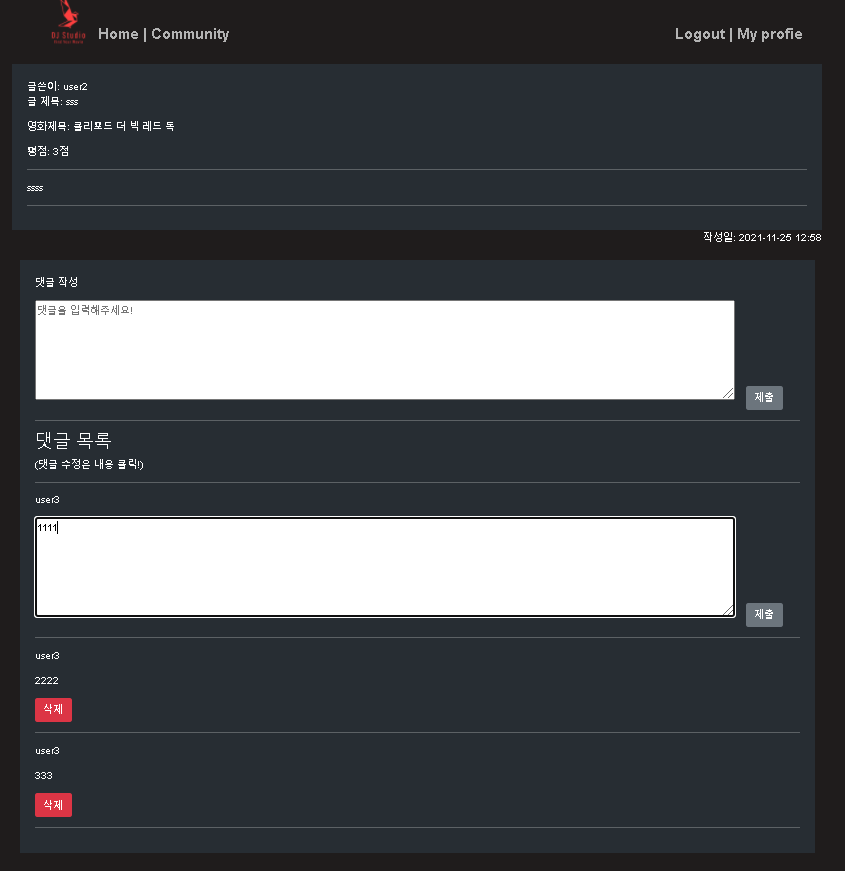 DJ Studio
Home | Community
Logout | My profie
글쓴이: user2
글 제목: sss
영화제목: 클리포드 더 빅 레드 독
평점: 3점
ssss
작성일: 2021-11-25 12:58
댓글 작성
댓글을 입력해주세요!
제출
댓글 목록
(댓글 수정은 내용 클릭!)
user3
1111
제출
user3
2222
삭제
user3
333
삭제